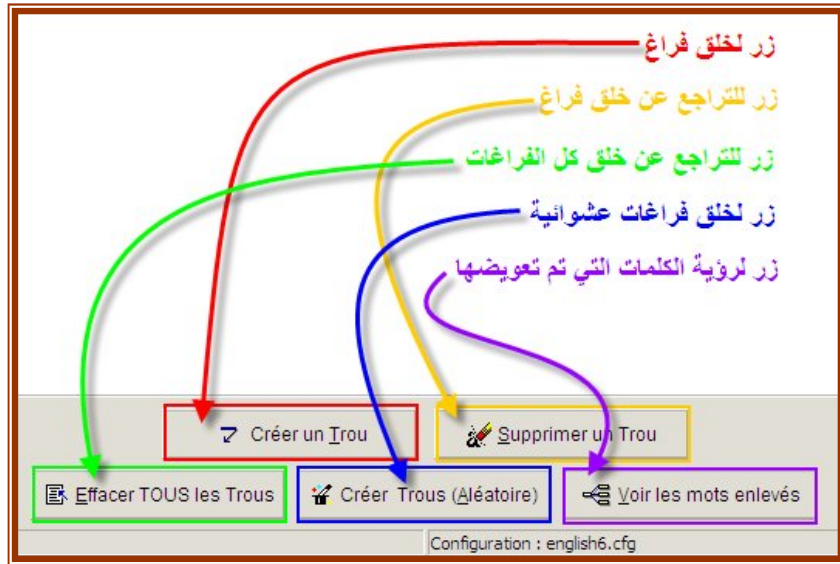 زر لخلق فراغ
زر للتراجع عن خلق فراغ
زر للتراجع عن خلق كل الفراغات
زر لخلق فراغات عشوائية
زر لرؤية الكلمات التي تم تعويضها
Créer un Trou
Supprimer un Trou
Effacer TOUS les Trous
Créer Trous (Aléatoire)
Voir les mots enlevés
Configuration : english6.cfg